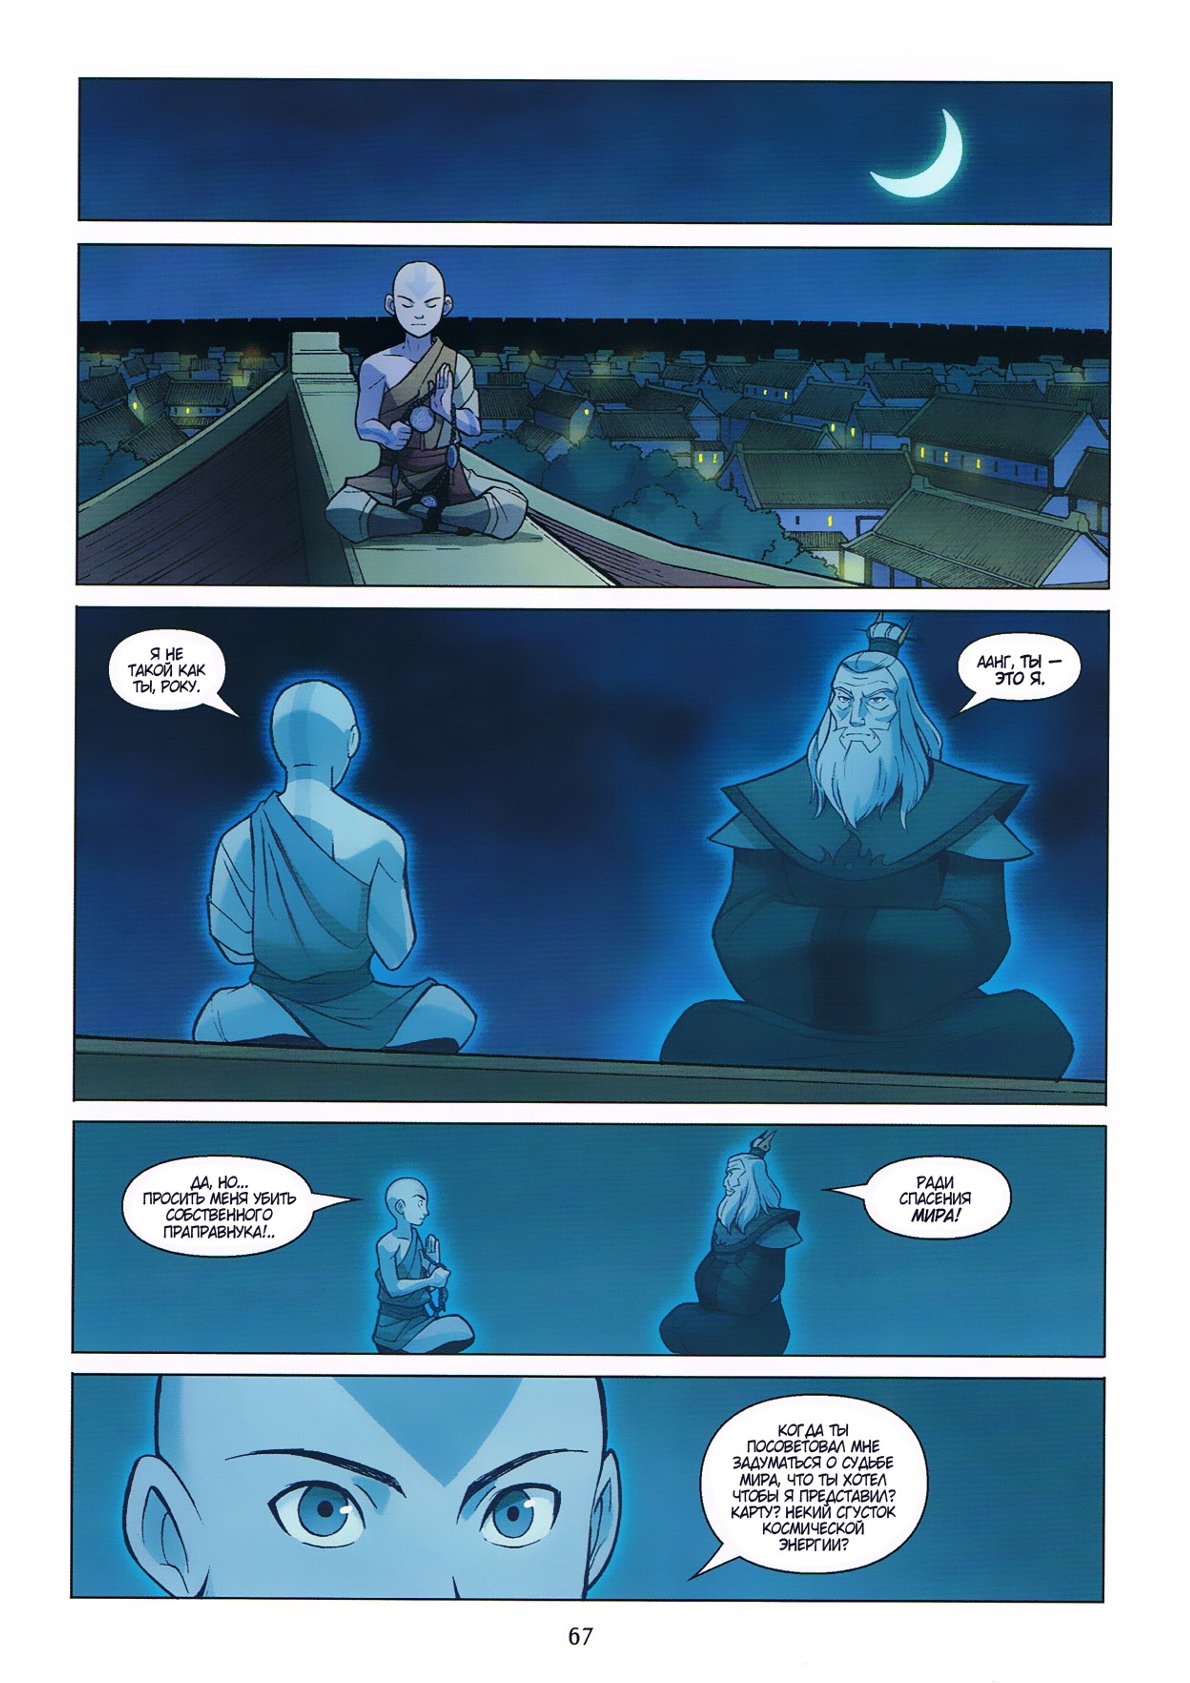 Я НЕ
ТАКОЙ КАК
ТЫ, РОКУ.
ААНГ, ТЫ —
ЭТО Я.
ДА, НО...
ПРОСИТЬ МЕНЯ УБИТЬ
СОБСТВЕННОГО
ПРАПРАВНУКА!..
РАДИ
СПАСЕНИЯ
МИРА!
КОГДА ТЫ
ПОСОВЕТОВАЛ МНЕ
ЗАДУМАТЬСЯ О СУДЬБЕ
МИРА, ЧТО ТЫ ХОТЕЛ
ЧТОБЫ Я ПРЕДСТАВИЛ?
КАРТУ? НЕКИЙ СГУСТОК
КОСМИЧЕСКОЙ
ЭНЕРГИИ?
67